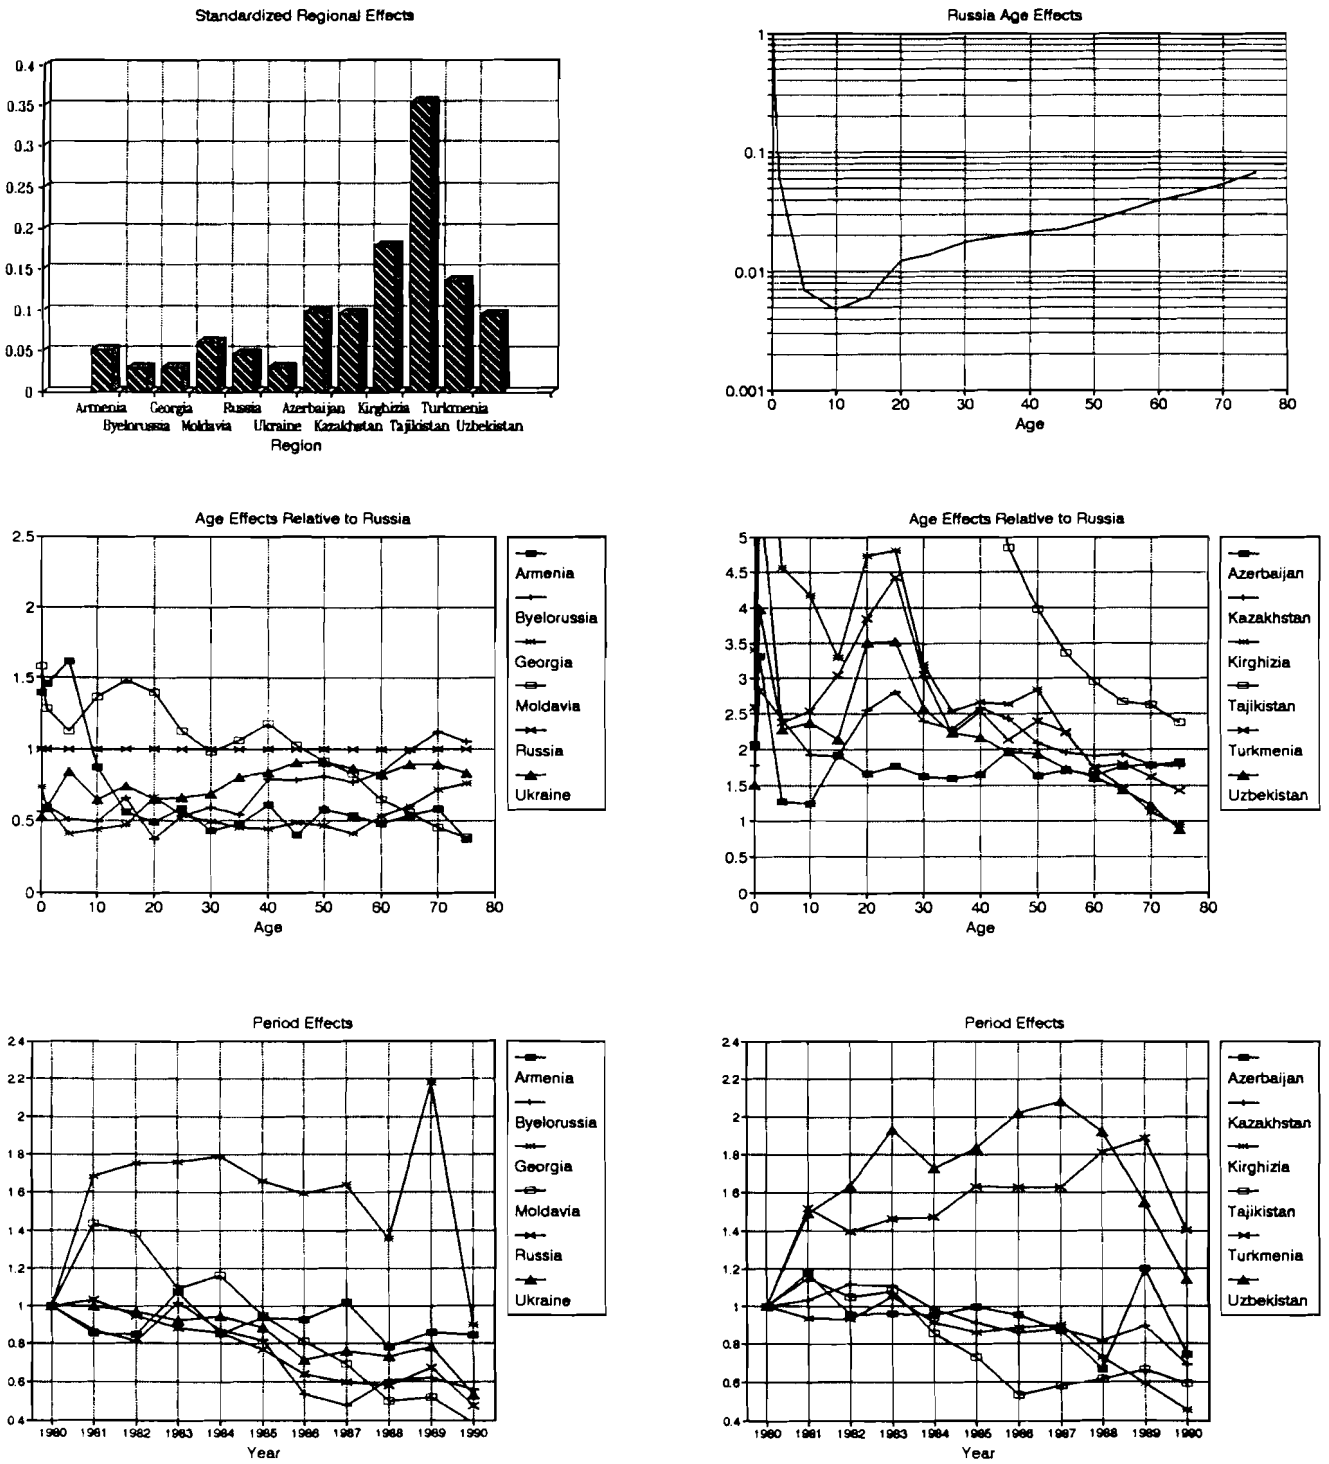 Standardized Regional Effects
0.4
0.35
0.3
0.25
0.2
0.15
0.1
0.05
0
Armenia Georgia Russia Azerbaijan Kirghizia Turkmenia
Byelorussia Moldavia Ukraine Kazakhstan Tajikistan Uzbekistan
Region
Russia Age Effects
1
0.1
0.01
0.001
0 10 20 30 40 50 60 70 80
Age
Age Effects Relative to Russia
2.5
2
1.5
1
0.5
0
0 10 20 30 40 50 60 70 80
Age
Armenia
Byelorussia
Georgia
Moldavia
Russia
Ukraine
Age Effects Relative to Russia
5
4.5
4
3.5
3
2.5
2
1.5
1
0.5
0
0 10 20 30 40 50 60 70 80
Age
Azerbaijan
Kazakhstan
Kirghizia
Tajikistan
Turkmenia
Uzbekistan
Period Effects
2.4
2.2
2
1.8
1.6
1.4
1.2
1
0.8
0.6
0.4
1980 1981 1982 1983 1984 1985 1986 1987 1988 1989 1990
Year
Armenia
Byelorussia
Georgia
Moldavia
Russia
Ukraine
Period Effects
2.4
2.2
2
1.8
1.6
1.4
1.2
1
0.8
0.6
0.4
1980 1981 1982 1983 1984 1985 1986 1987 1988 1989 1990
Year
Azerbaijan
Kazakhstan
Kirghizia
Tajikistan
Turkmenia
Uzbekistan